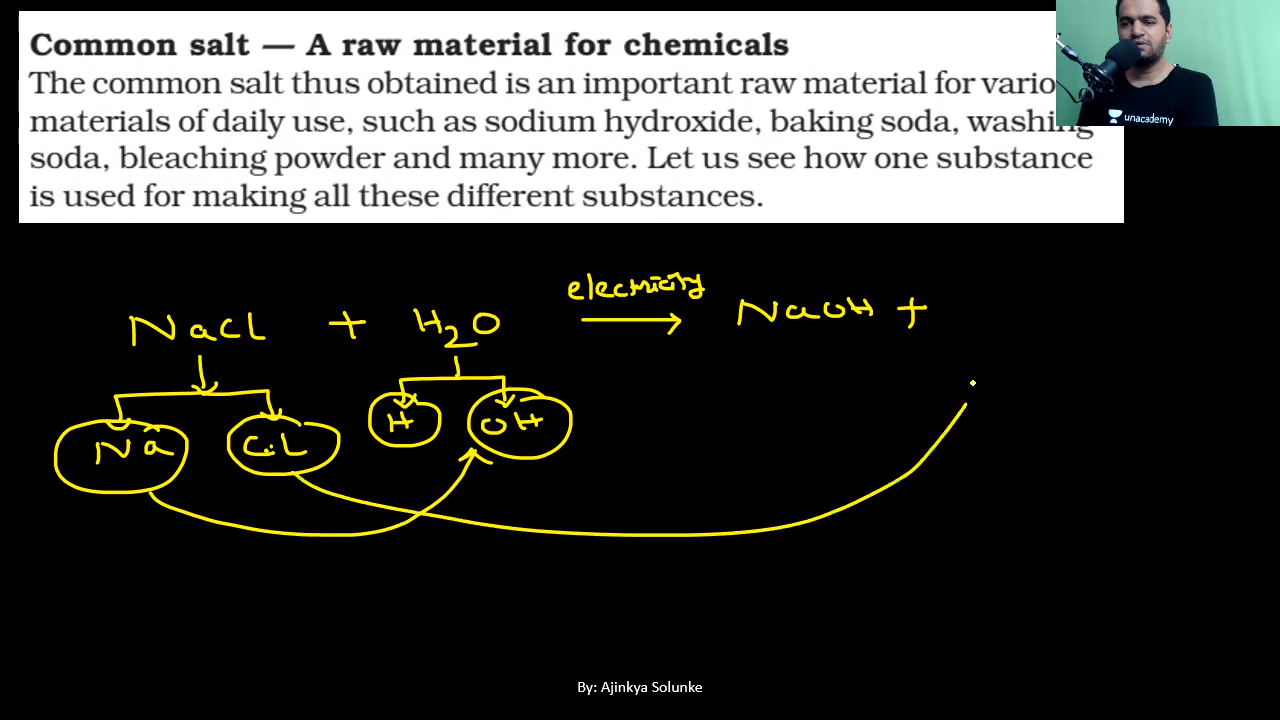 Common salt — A raw material for chemicals
unacademy
The common salt thus obtained is an important raw material for vario
materials of daily use, such as sodium hydroxide, baking soda, washing
soda, bleaching powder and many more. Let us see how one substance
is used for making all these different substances.
NaCl + H2O electricity → NaOH +
Na Cl H OH
By: Ajinkya Solunke